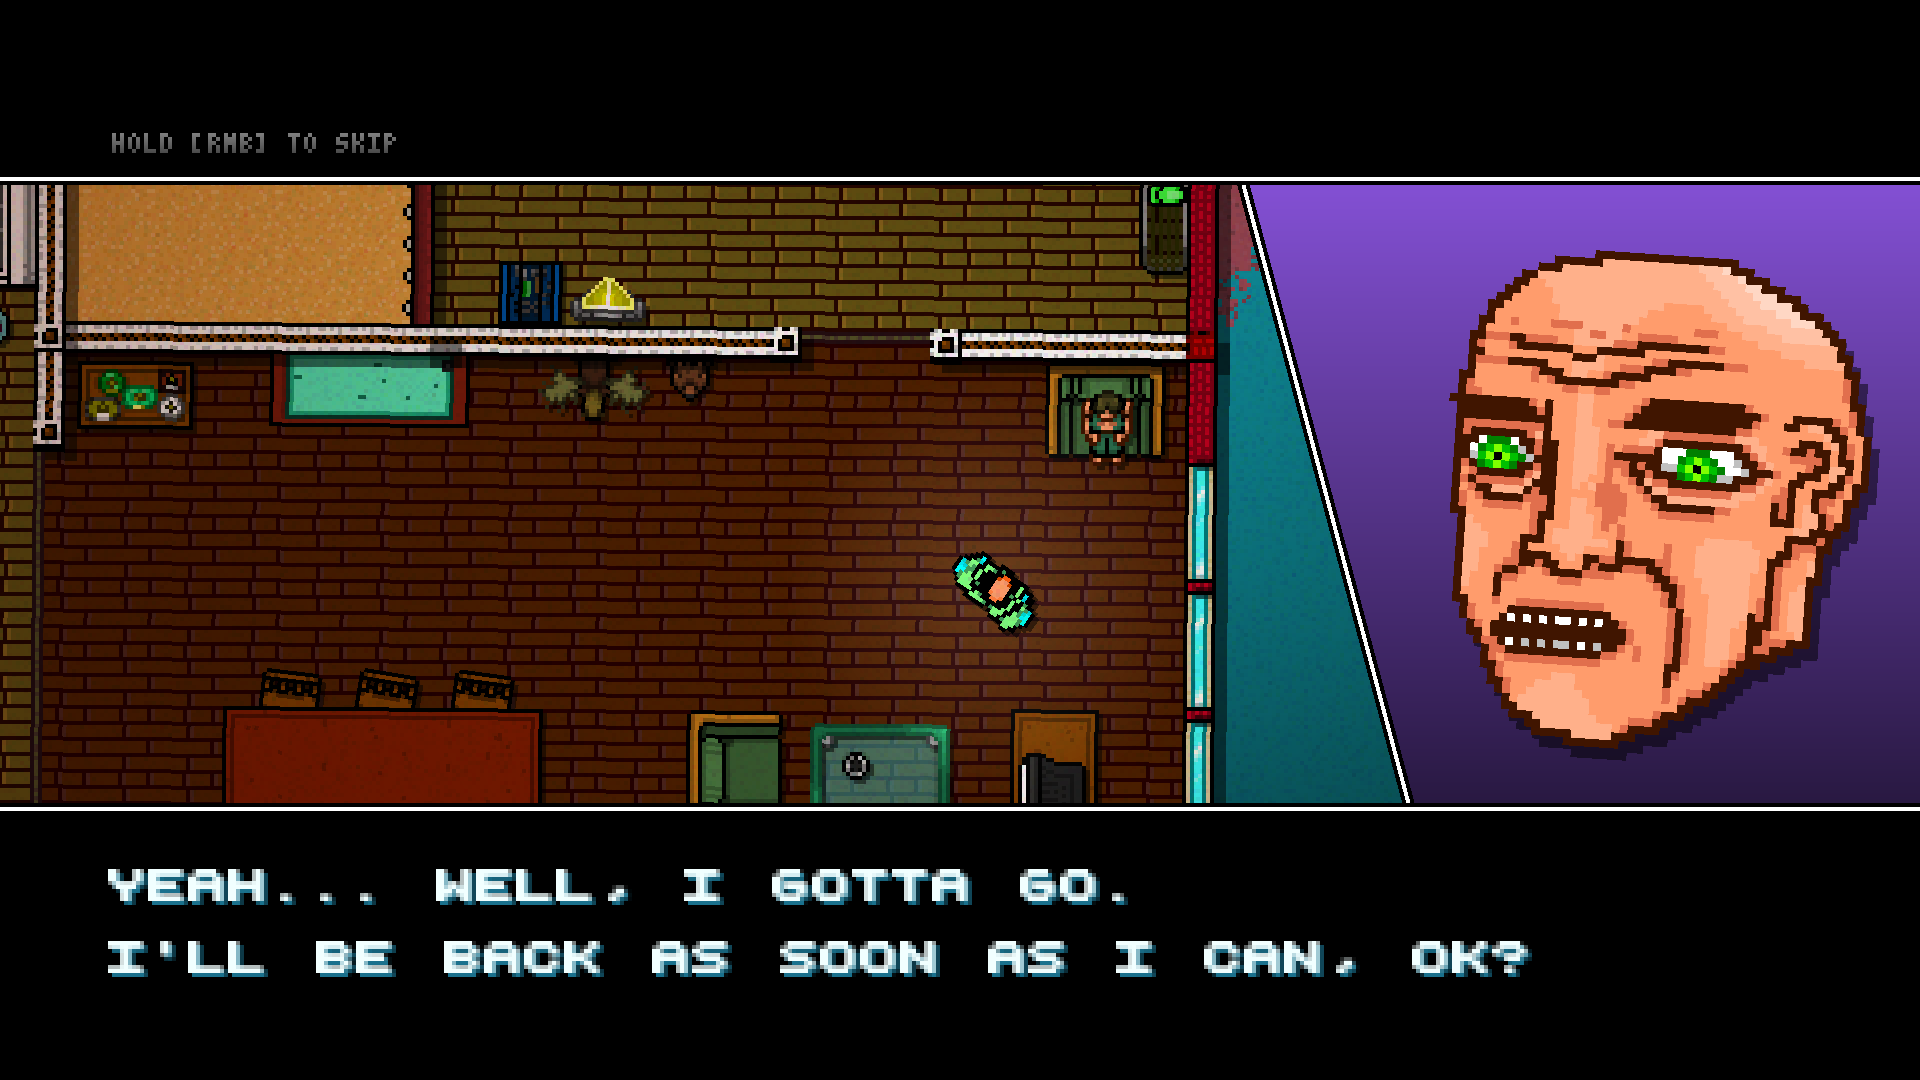 HOLD [RMB] TO SKIP
YEAH... WELL, I GOTTA GO.
I'LL BE BACK AS SOON AS I CAN, OK?